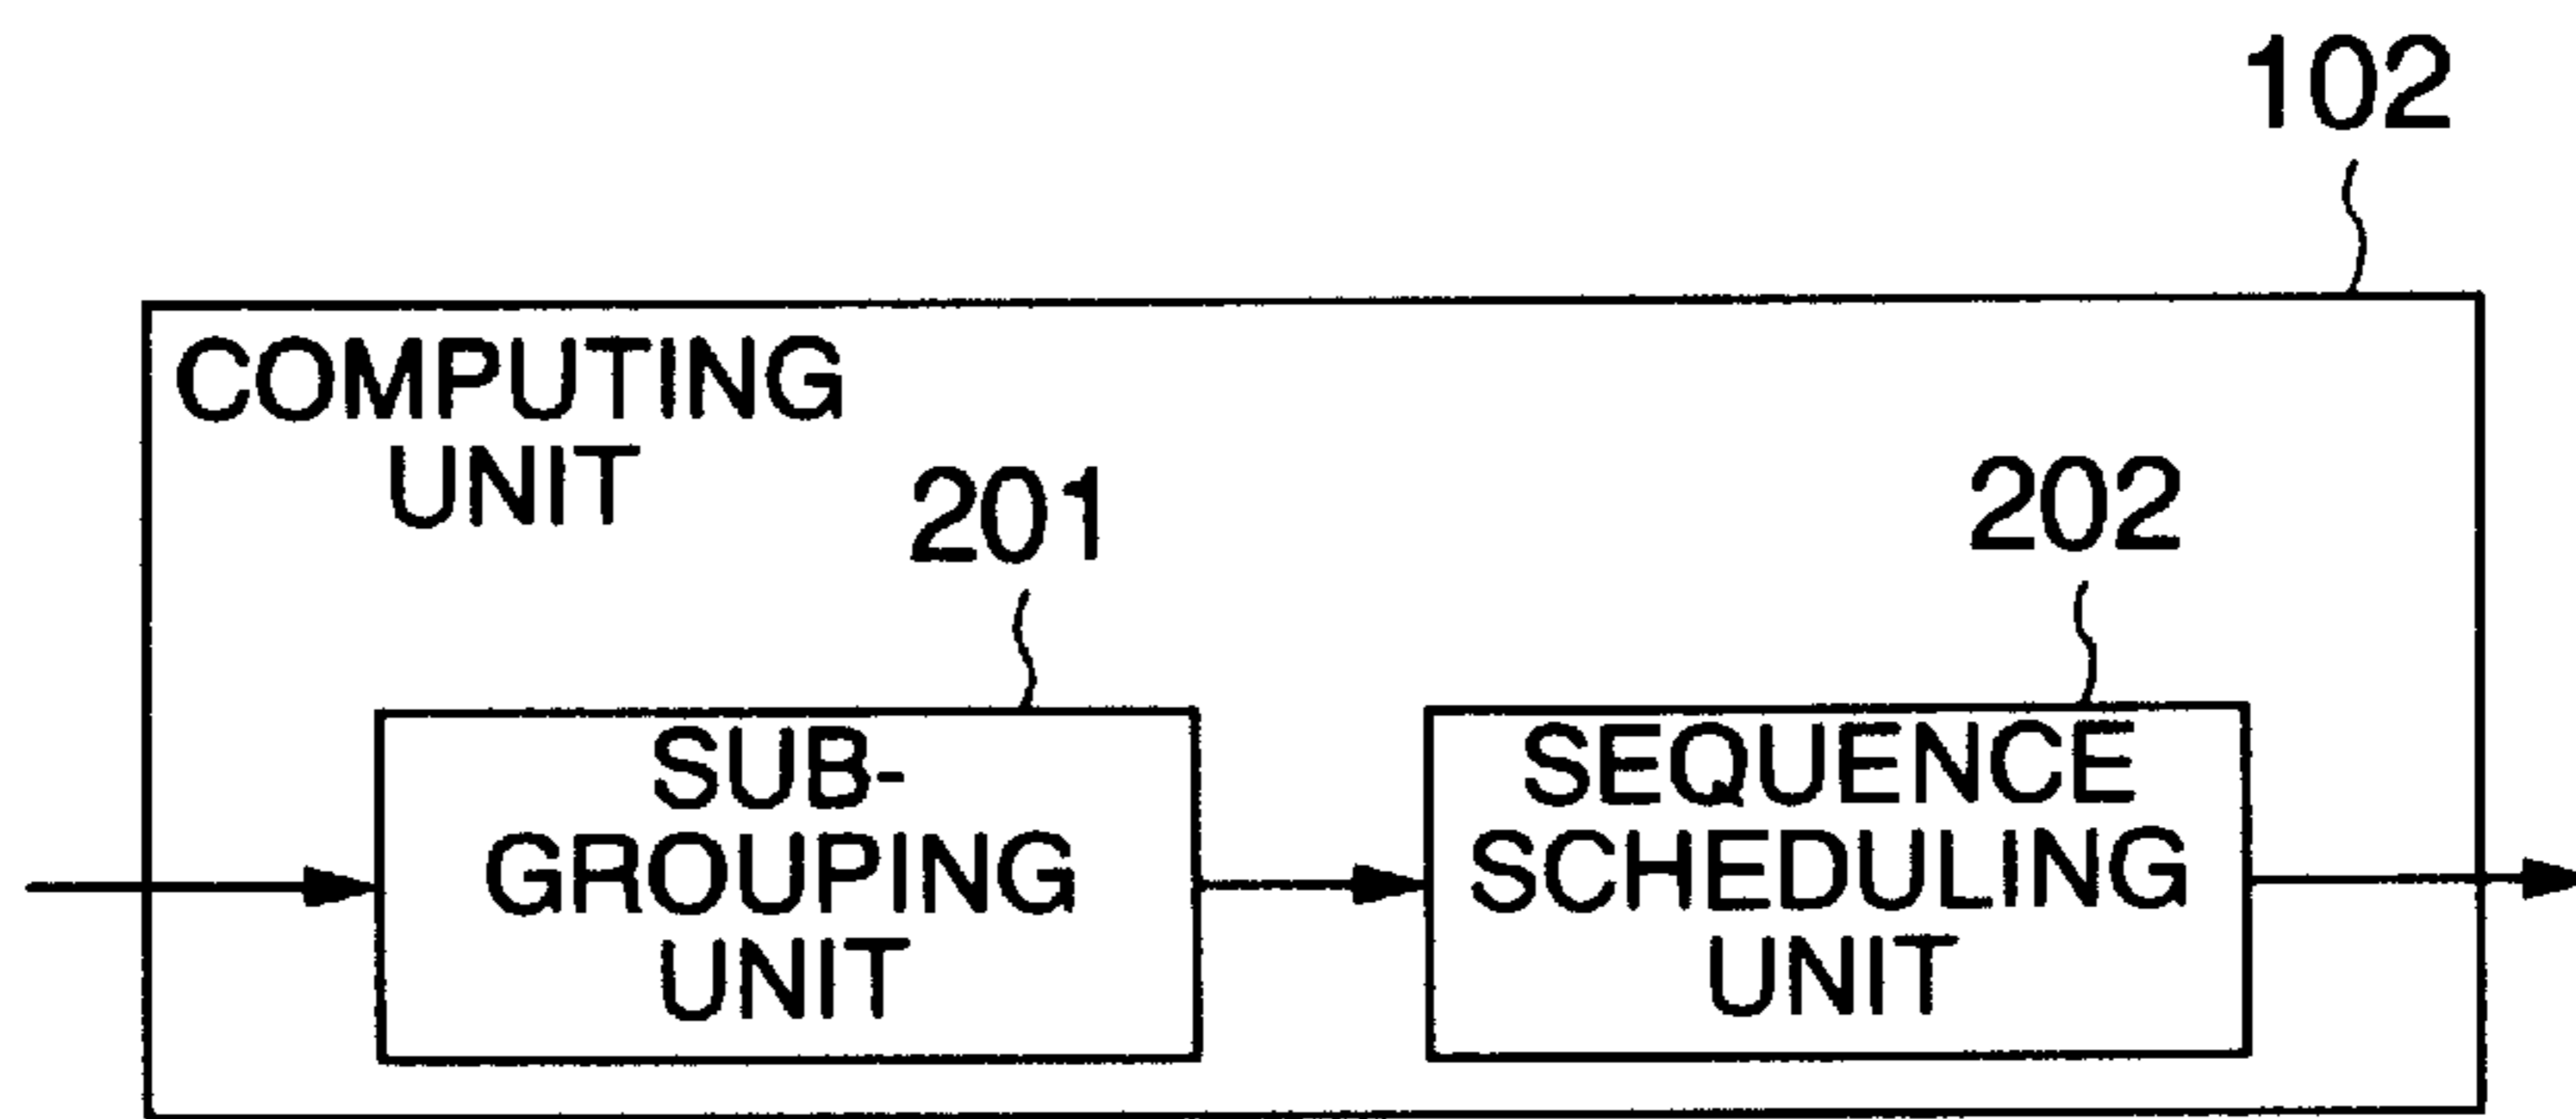 102
COMPUTING
UNIT
201
202
SUB-
GROUPING
UNIT
SEQUENCE
SCHEDULING
UNIT